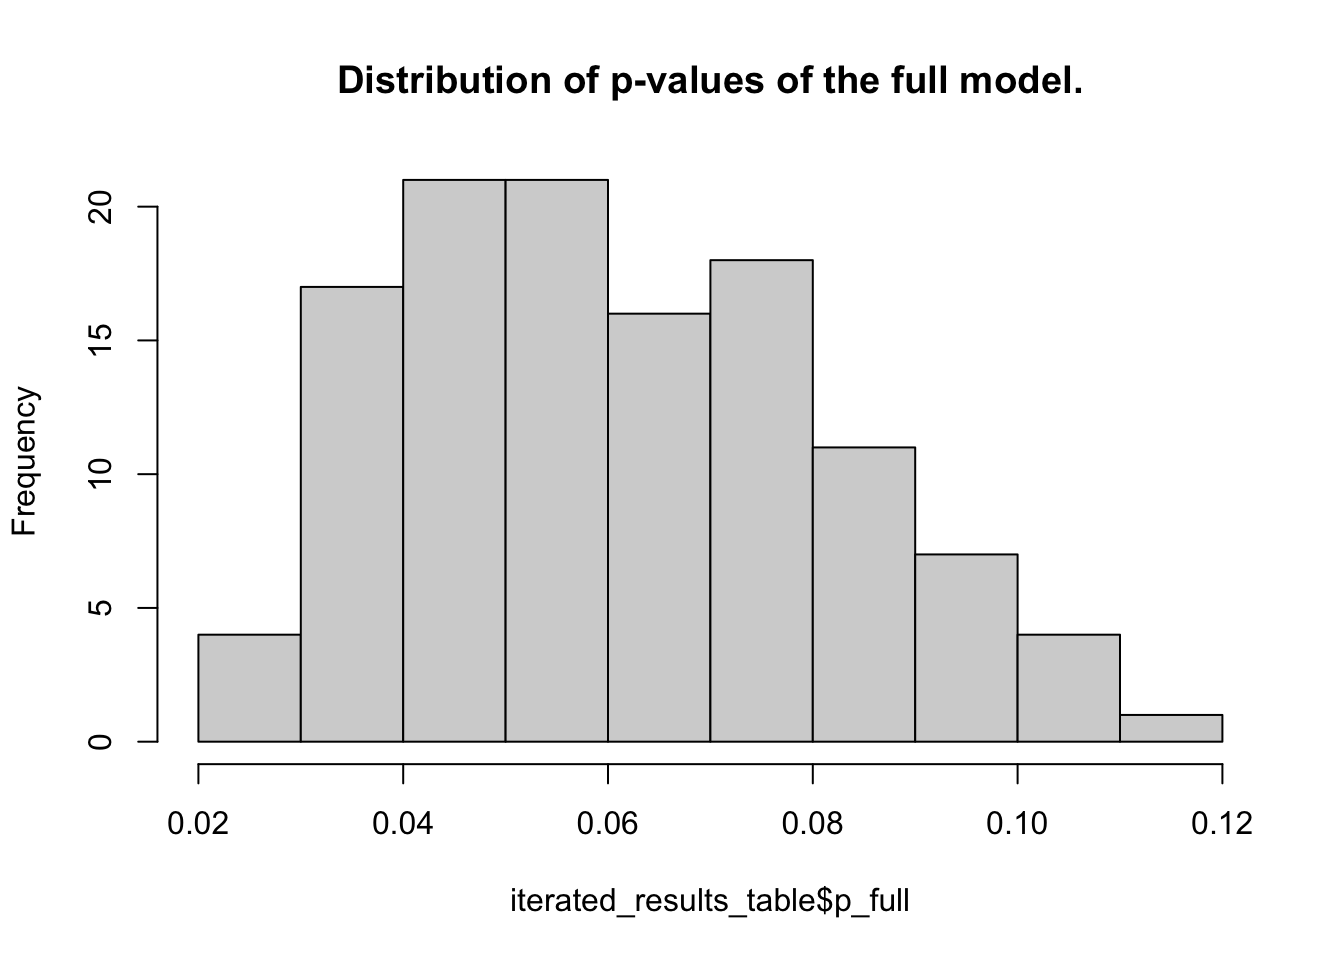 Distribution of p-values of the full model.
Frequency
20
15
10
5
0
0.02 0.04 0.06 0.08 0.10 0.12
iterated_results_table$p_full